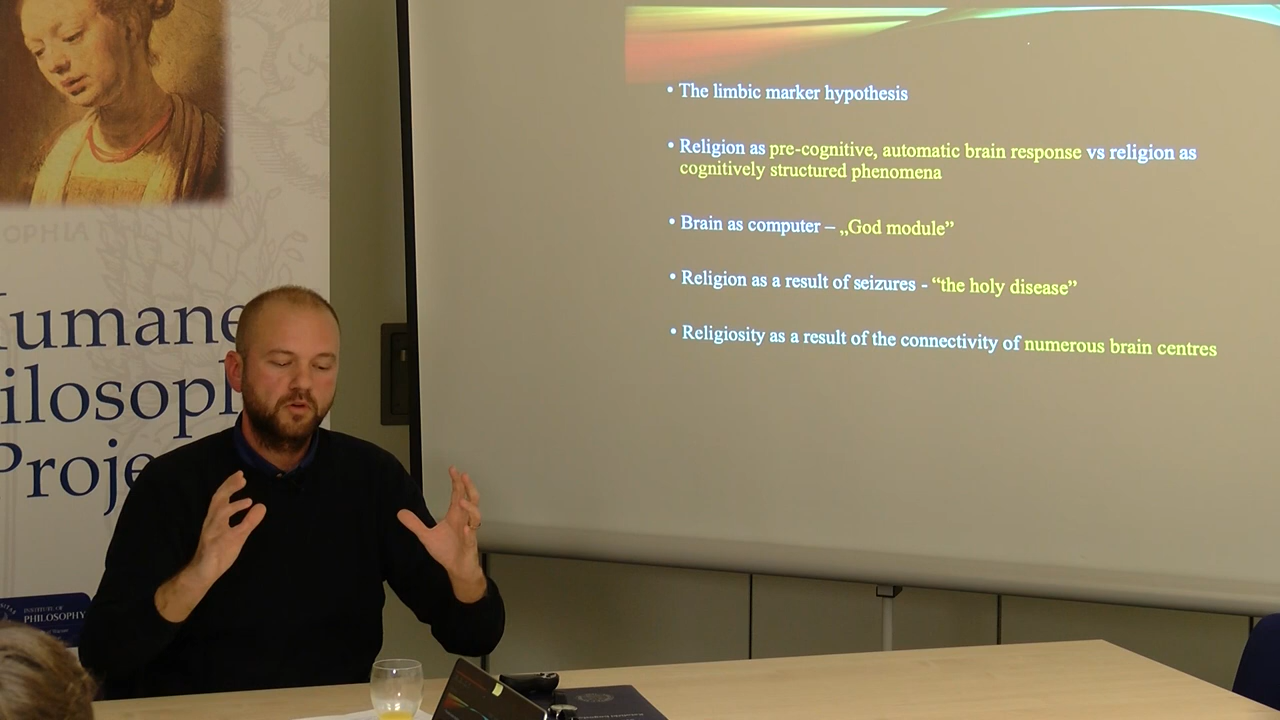 • The limbic marker hypothesis
• Religion as pre-cognitive, automatic brain response vs religion as
cognitively structured phenomena
• Brain as computer – „God module”
• Religion as a result of seizures - “the holy disease”
• Religiosity as a result of the connectivity of numerous brain centres
OPHIA
umane
ilosoph
Proje
INSTITUTE OF
PHILOSOPHY